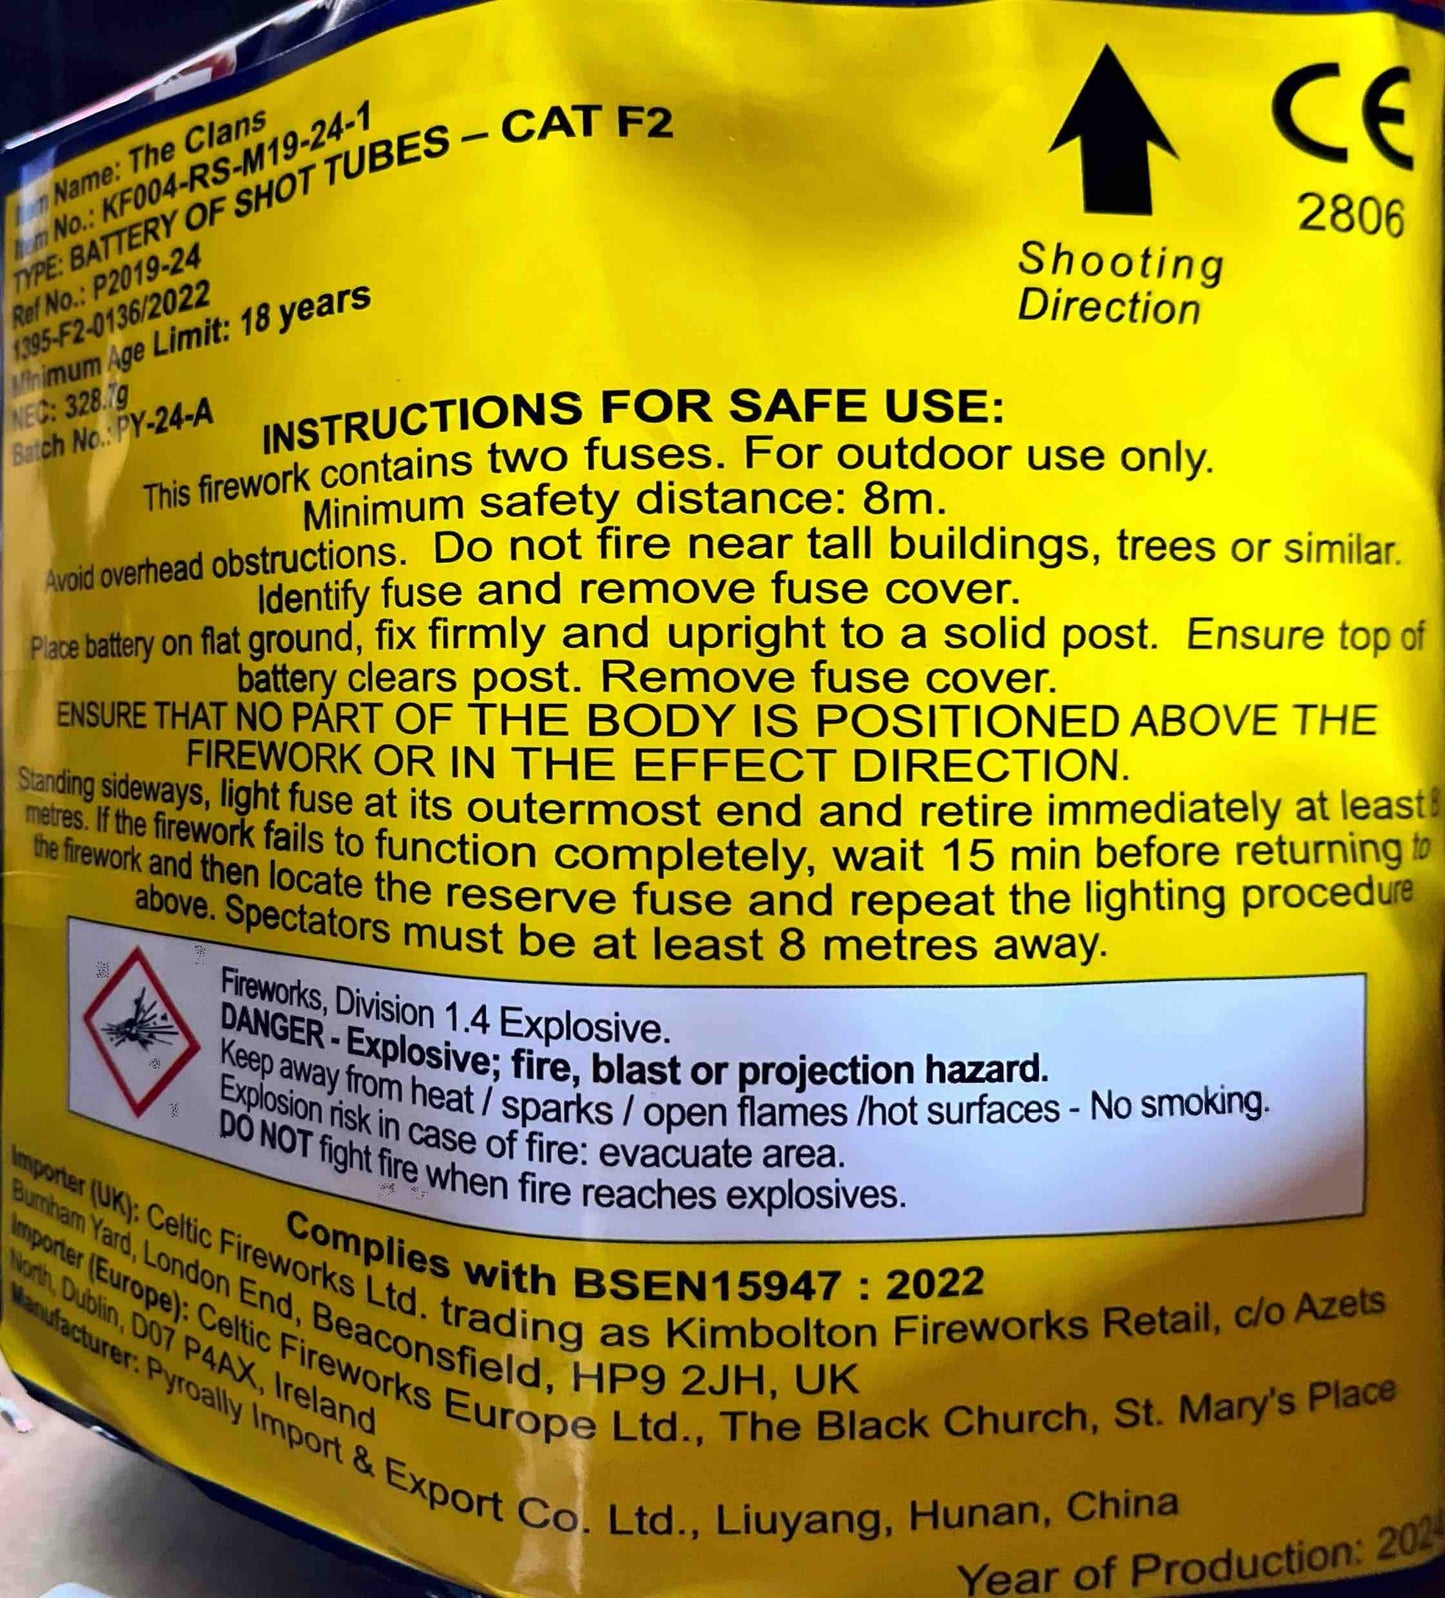 Item Name: The Clans
Item No.: KF004-RS-M19-24-1
TYPE: BATTERY OF SHOT TUBES – CAT F2
Ref No.: P2019-24
1395-F2-0136/2022
Minimum Age Limit: 18 years
NEC: 328.7g
Batch No.: PY-24-A
CE
2806
Shooting
Direction
INSTRUCTIONS FOR SAFE USE:
This firework contains two fuses. For outdoor use only.
Minimum safety distance: 8m.
Avoid overhead obstructions. Do not fire near tall buildings, trees or similar.
Identify fuse and remove fuse cover.
Place battery on flat ground, fix firmly and upright to a solid post. Ensure top of
battery clears post. Remove fuse cover.
ENSURE THAT NO PART OF THE BODY IS POSITIONED ABOVE THE
FIREWORK OR IN THE EFFECT DIRECTION.
Standing sideways, light fuse at its outermost end and retire immediately at least 8
metres. If the firework fails to function completely, wait 15 min before returning to
the firework and then locate the reserve fuse and repeat the lighting procedure
above. Spectators must be at least 8 metres away.
Fireworks, Division 1.4 Explosive.
DANGER - Explosive; fire, blast or projection hazard.
Keep away from heat / sparks / open flames /hot surfaces - No smoking.
Explosion risk in case of fire: evacuate area.
DO NOT fight fire when fire reaches explosives.
Complies with BSEN15947 : 2022
Importer (UK): Celtic Fireworks Ltd. trading as Kimbolton Fireworks Retail, c/o Azets
Burnham Yard, London End, Beaconsfield, HP9 2JH, UK
Importer (Europe): Celtic Fireworks Europe Ltd., The Black Church, St. Mary's Place
North, Dublin, D07 P4AX, Ireland
Manufacturer: Pyroally Import & Export Co. Ltd., Liuyang, Hunan, China
Year of Production: 2024